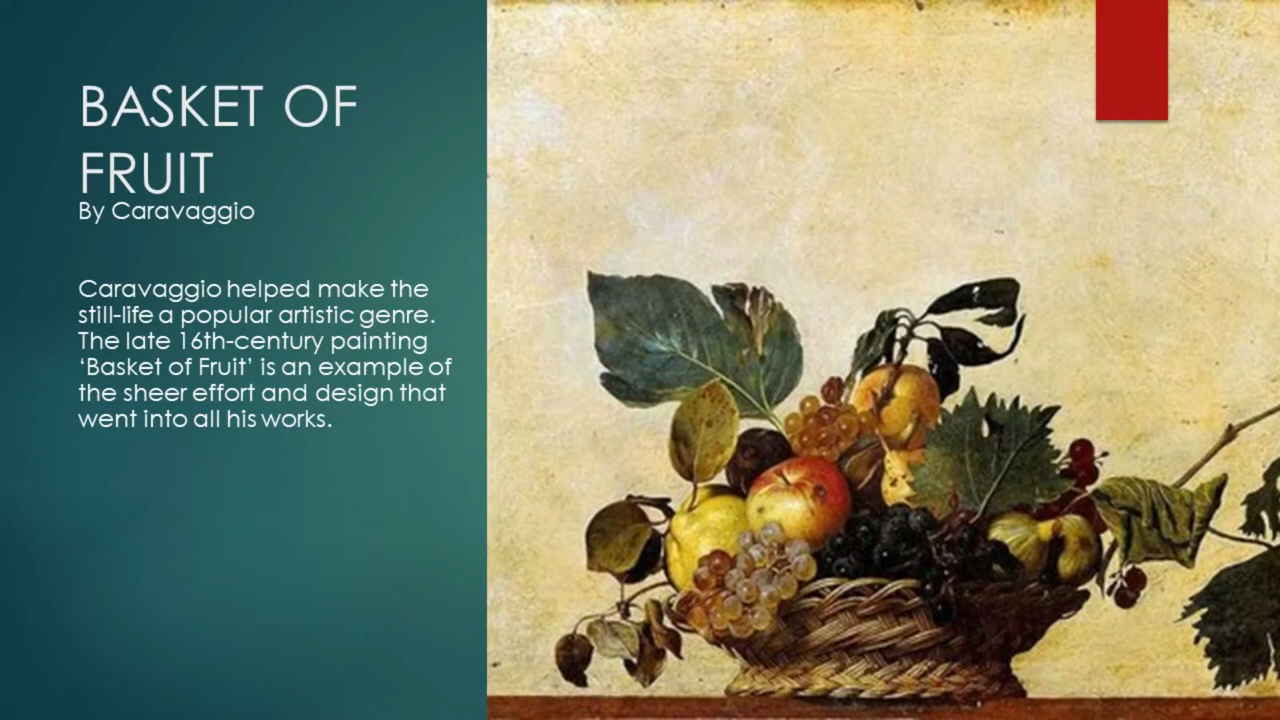 BASKET OF
FRUIT
By Caravaggio
Caravaggio helped make the
still-life a popular artistic genre.
The late 16th-century painting
‘Basket of Fruit’ is an example of
the sheer effort and design that
went into all his works.